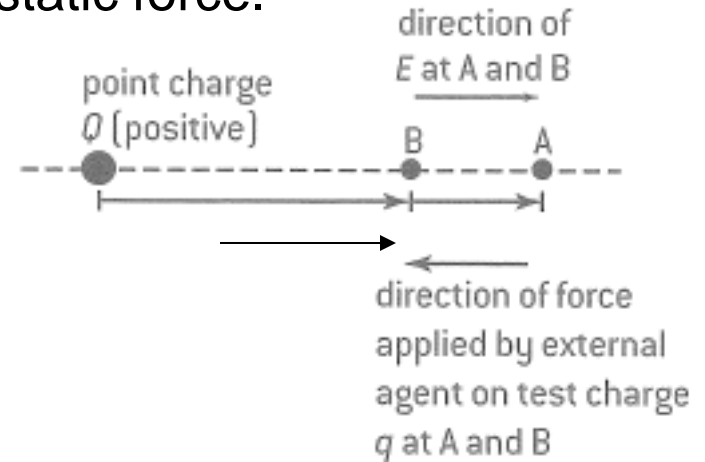 static force.
direction of
E at A and B
point charge
Q (positive)
B
A
direction of force
applied by external
agent on test charge
q at A and B